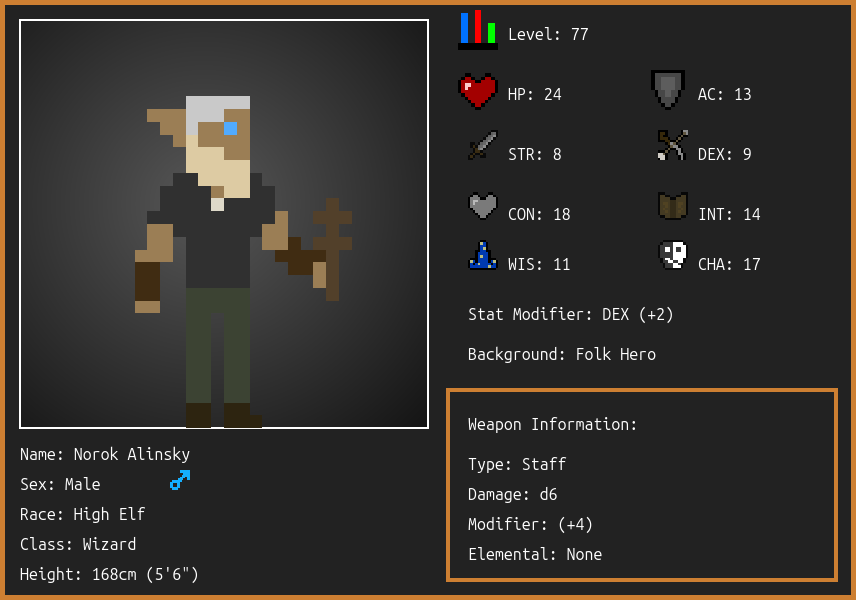 Level: 77
HP: 24
AC: 13
STR: 8
DEX: 9
CON: 18
INT: 14
WIS: 11
CHA: 17
Stat Modifier: DEX (+2)
Background: Folk Hero
Weapon Information:
Type: Staff
Damage: d6
Modifier: (+4)
Elemental: None
Name: Norok Alinsky
Sex: Male
Race: High Elf
Class: Wizard
Height: 168cm (5'6")